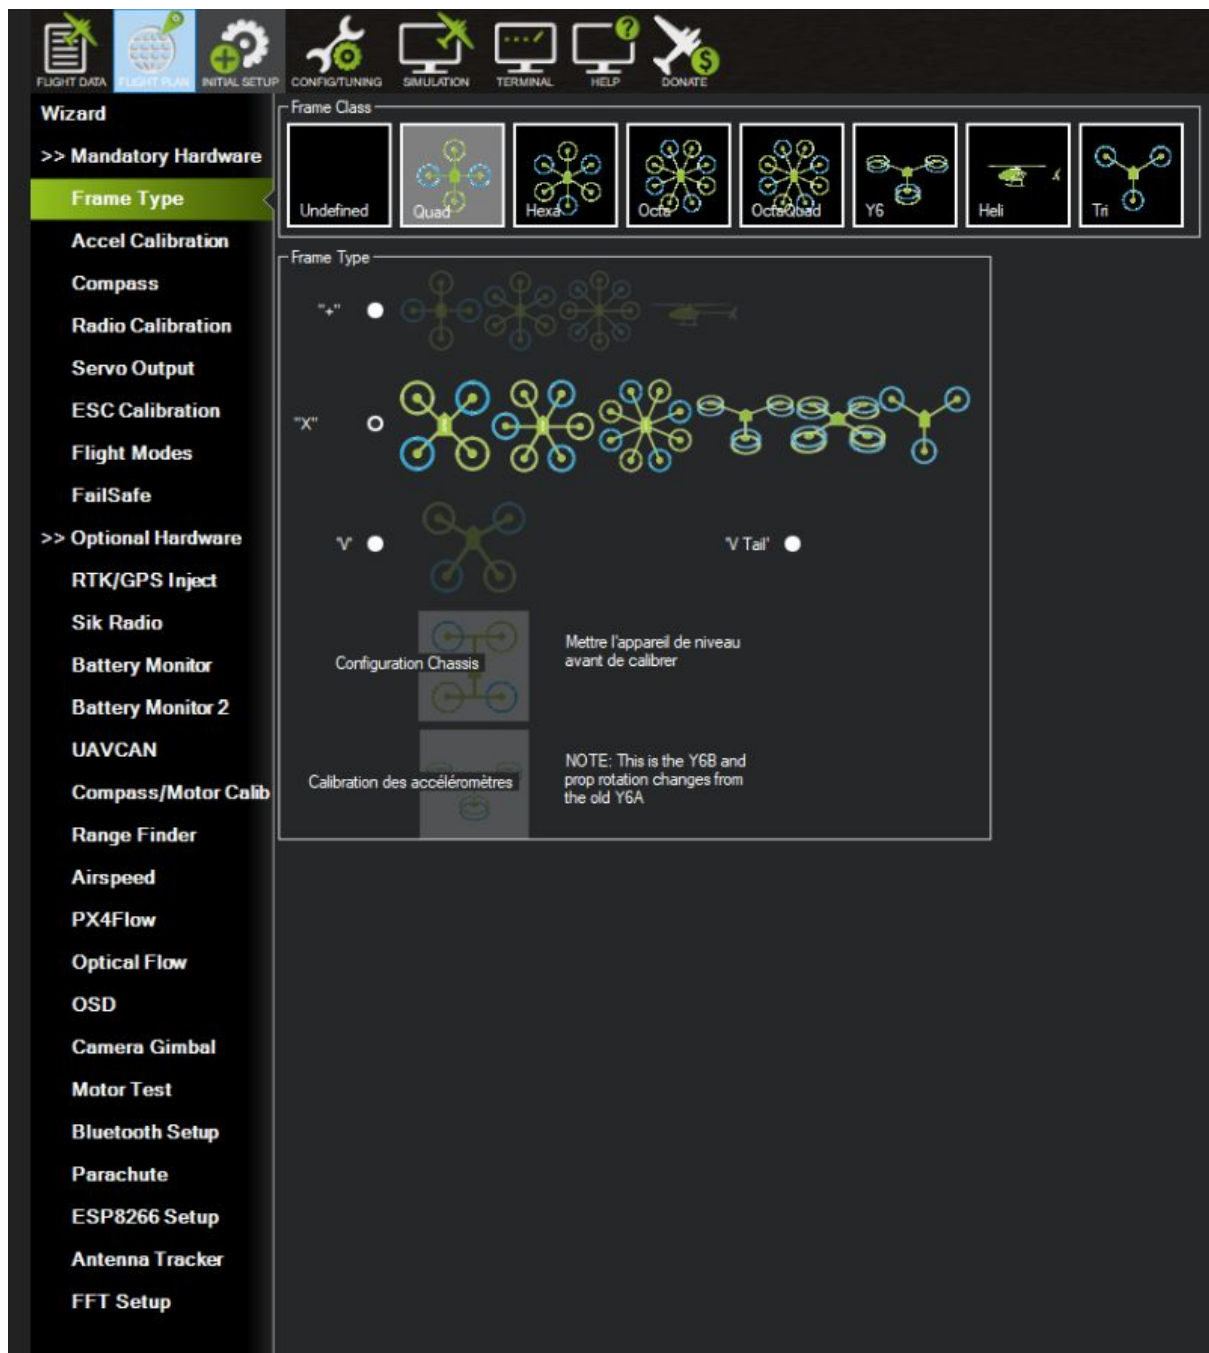 FLIGHT DATA
FLIGHT PLAN
INITIAL SETUP
CONFIG/TUNING
SIMULATION
TERMINAL
HELP
DONATE
Wizard
>> Mandatory Hardware
Frame Type
Accel Calibration
Compass
Radio Calibration
Servo Output
ESC Calibration
Flight Modes
FailSafe
>> Optional Hardware
RTK/GPS Inject
Sik Radio
Battery Monitor
Battery Monitor 2
UAVCAN
Compass/Motor Calib
Range Finder
Airspeed
PX4Flow
Optical Flow
OSD
Camera Gimbal
Motor Test
Bluetooth Setup
Parachute
ESP8266 Setup
Antenna Tracker
FFT Setup
Frame Class
Undefined
Quad
Hexa
Octa
OctaQuad
Y6
Heli
Tri
Frame Type
"+"
"X"
'V'
'V Tail'
Configuration Chassis
Mettre l'appareil de niveau
avant de calibrer
Calibration des accéléromètres
NOTE: This is the Y6B and
prop rotation changes from
the old Y6A